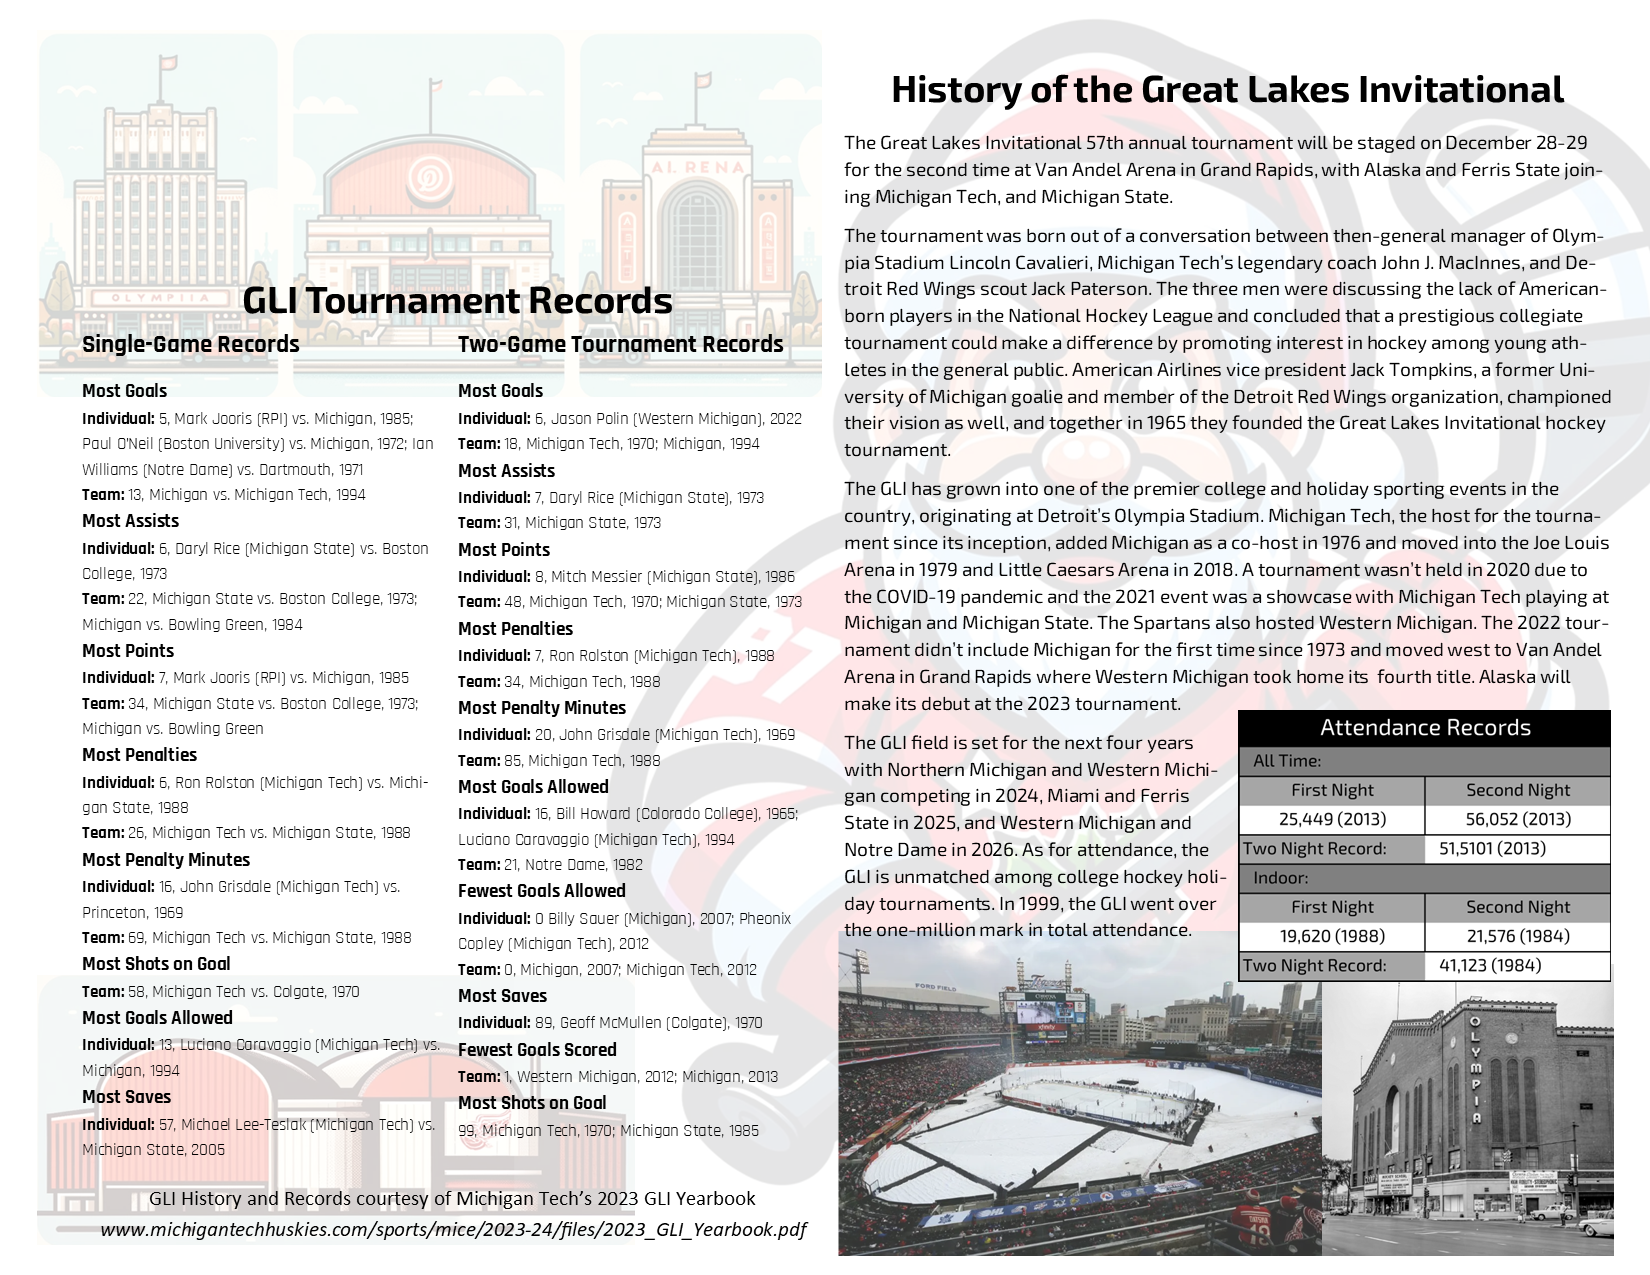 OLYMPIIA
AI. RENA
GLI Tournament Records
Single-Game Records
Most Goals
Individual: 5, Mark Jooris (RPI) vs. Michigan, 1985;
Paul O'Neil (Boston University) vs. Michigan, 1972; Ian
Williams (Notre Dame) vs. Dartmouth, 1971
Team: 13, Michigan vs. Michigan Tech, 1994
Most Assists
Individual: 6, Daryl Rice (Michigan State) vs. Boston
College, 1973
Team: 22, Michigan State vs. Boston College, 1973;
Michigan vs. Bowling Green, 1984
Most Points
Individual: 7, Mark Jooris (RPI) vs. Michigan, 1985
Team: 34, Michigan State vs. Boston College, 1973;
Michigan vs. Bowling Green
Most Penalties
Individual: 6, Ron Rolston (Michigan Tech) vs. Michi-
gan State, 1988
Team: 26, Michigan Tech vs. Michigan State, 1988
Most Penalty Minutes
Individual: 16, John Grisdale (Michigan Tech) vs.
Princeton, 1969
Team: 69, Michigan Tech vs. Michigan State, 1988
Most Shots on Goal
Team: 58, Michigan Tech vs. Colgate, 1970
Most Goals Allowed
Individual: 13, Luciano Caravaggio (Michigan Tech) vs.
Michigan, 1994
Most Saves
Individual: 57, Michael Lee-Teslak (Michigan Tech) vs.
Michigan State, 2005
Two-Game Tournament Records
Most Goals
Individual: 6, Jason Polin (Western Michigan), 2022
Team: 18, Michigan Tech, 1970; Michigan, 1994
Most Assists
Individual: 7, Daryl Rice (Michigan State), 1973
Team: 31, Michigan State, 1973
Most Points
Individual: 8, Mitch Messier (Michigan State), 1986
Team: 48, Michigan Tech, 1970; Michigan State, 1973
Most Penalties
Individual: 7, Ron Rolston (Michigan Tech), 1988
Team: 34, Michigan Tech, 1988
Most Penalty Minutes
Individual: 20, John Grisdale (Michigan Tech), 1969
Team: 85, Michigan Tech, 1988
Most Goals Allowed
Individual: 16, Bill Howard (Colorado College), 1965;
Luciano Caravaggio (Michigan Tech), 1994
Team: 21, Notre Dame, 1982
Fewest Goals Allowed
Individual: 0 Billy Sauer (Michigan), 2007; Pheonix
Copley (Michigan Tech), 2012
Team: 0, Michigan, 2007; Michigan Tech, 2012
Most Saves
Individual: 89, Geoff McMullen (Colgate), 1970
Fewest Goals Scored
Team: 1, Western Michigan, 2012; Michigan, 2013
Most Shots on Goal
99, Michigan Tech, 1970; Michigan State, 1985
GLI History and Records courtesy of Michigan Tech's 2023 GLI Yearbook
www.michigantechhuskies.com/sports/mice/2023-24/files/2023_GLI_Yearbook.pdf
History of the Great Lakes Invitational
The Great Lakes Invitational 57th annual tournament will be staged on December 28-29
for the second time at Van Andel Arena in Grand Rapids, with Alaska and Ferris State join-
ing Michigan Tech, and Michigan State.
The tournament was born out of a conversation between then-general manager of Olym-
pia Stadium Lincoln Cavalieri, Michigan Tech's legendary coach John J. MacInnes, and De-
troit Red Wings scout Jack Paterson. The three men were discussing the lack of American-
born players in the National Hockey League and concluded that a prestigious collegiate
tournament could make a difference by promoting interest in hockey among young ath-
letes in the general public. American Airlines vice president Jack Tompkins, a former Uni-
versity of Michigan goalie and member of the Detroit Red Wings organization, championed
their vision as well, and together in 1965 they founded the Great Lakes Invitational hockey
tournament.
The GLI has grown into one of the premier college and holiday sporting events in the
country, originating at Detroit's Olympia Stadium. Michigan Tech, the host for the tourna-
ment since its inception, added Michigan as a co-host in 1976 and moved into the Joe Louis
Arena in 1979 and Little Caesars Arena in 2018. A tournament wasn't held in 2020 due to
the COVID-19 pandemic and the 2021 event was a showcase with Michigan Tech playing at
Michigan and Michigan State. The Spartans also hosted Western Michigan. The 2022 tour-
nament didn't include Michigan for the first time since 1973 and moved west to Van Andel
Arena in Grand Rapids where Western Michigan took home its fourth title. Alaska will
make its debut at the 2023 tournament.
The GLI field is set for the next four years
with Northern Michigan and Western Michi-
gan competing in 2024, Miami and Ferris
State in 2025, and Western Michigan and
Notre Dame in 2026. As for attendance, the
GLI is unmatched among college hockey holi-
day tournaments. In 1999, the GLI went over
the one-million mark in total attendance.
Attendance Records
All Time:
First Night Second Night
25,449 (2013) 56,052 (2013)
Two Night Record: 51,5101 (2013)
Indoor:
First Night Second Night
19,620 (1988) 21,576 (1984)
Two Night Record: 41,123 (1984)
FORD FIELD
OLYMPIA